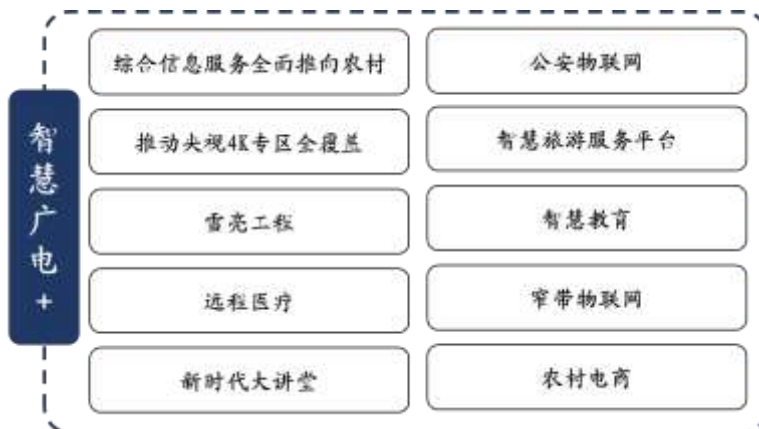 智慧广电+
综合信息服务全面推向农村
公安物联网
推动央视4K专区全覆盖
智慧旅游服务平台
雪亮工程
智慧教育
远程医疗
窄带物联网
新时代大讲堂
农村电商